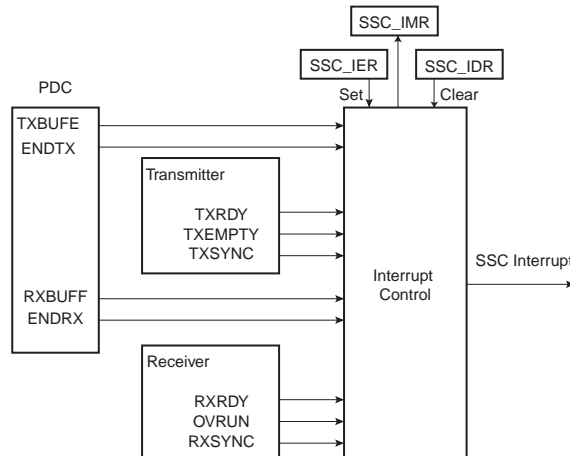 SSC_IMR
SSC_IER
SSC_IDR
Set
Clear
PDC
TXBUFE
ENDTX
Transmitter
TXRDY
TXEMPTY
TXSYNC
RXBUFF
ENDRX
Interrupt
Control
SSC Interrupt
Receiver
RXRDY
OVRUN
RXSYNC